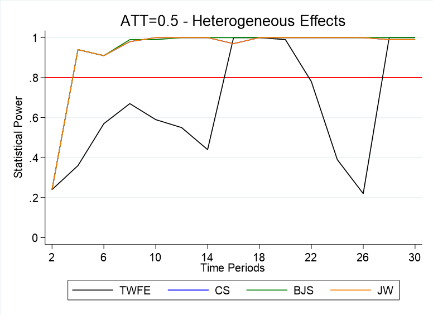 ATT=0.5 - Heterogeneous Effects
Statistical Power
1
.8
.6
.4
.2
0
2 6 10 14 18 22 26 30
Time Periods
TWFE CS BJS JW